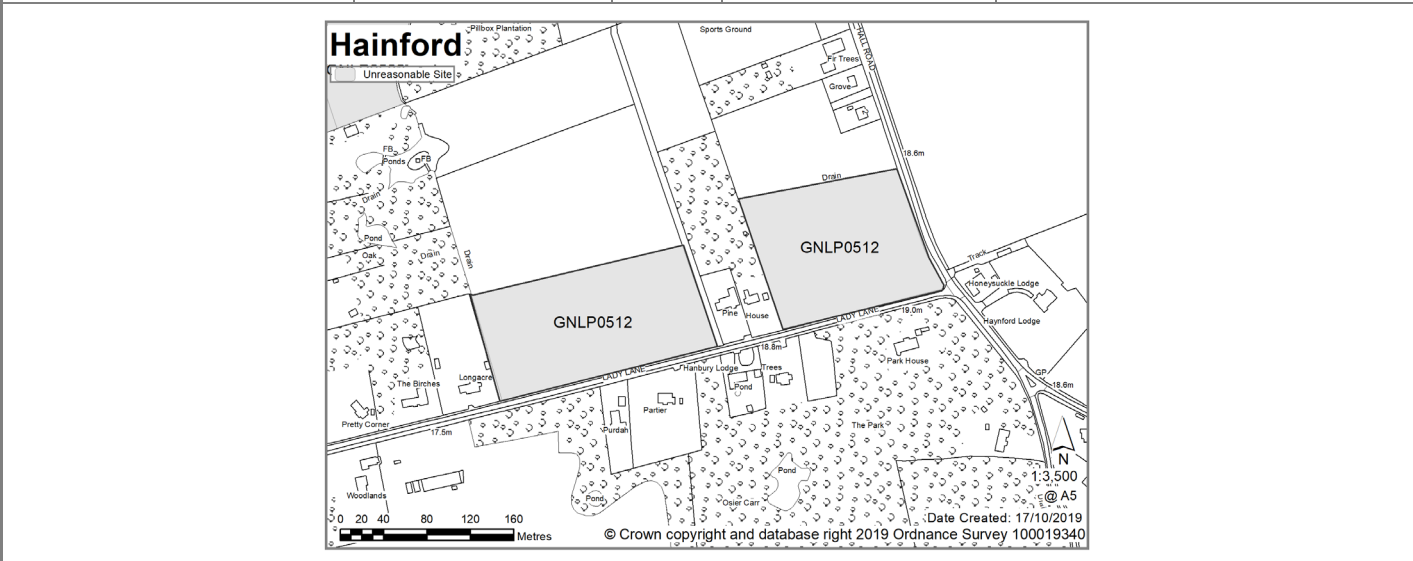 Hainford
Unreasonable Site
Pillbox Plantation
Sports Ground
HALL ROAD
Fir Trees
Grove
18.6m
FB
Ponds
FB
Drain
Drain
Pond
Oak
Drain
Drain
GNLP0512
GNLP0512
Track
Honeysuckle Lodge
Haynford Lodge
Pine
House
LADY LANE
19.0m
18.8m
LADY LANE
Hanbury Lodge
Trees
Pond
Park House
GP
18.6m
Longacre
The Birches
Pretty Corner
17.5m
Partier
Purdah
The Park
Woodlands
Pond
Pond
Osier Carr
N
1:3,500
@ A5
0 20 40 80 120 160
Metres
Date Created: 17/10/2019
© Crown copyright and database right 2019 Ordnance Survey 100019340